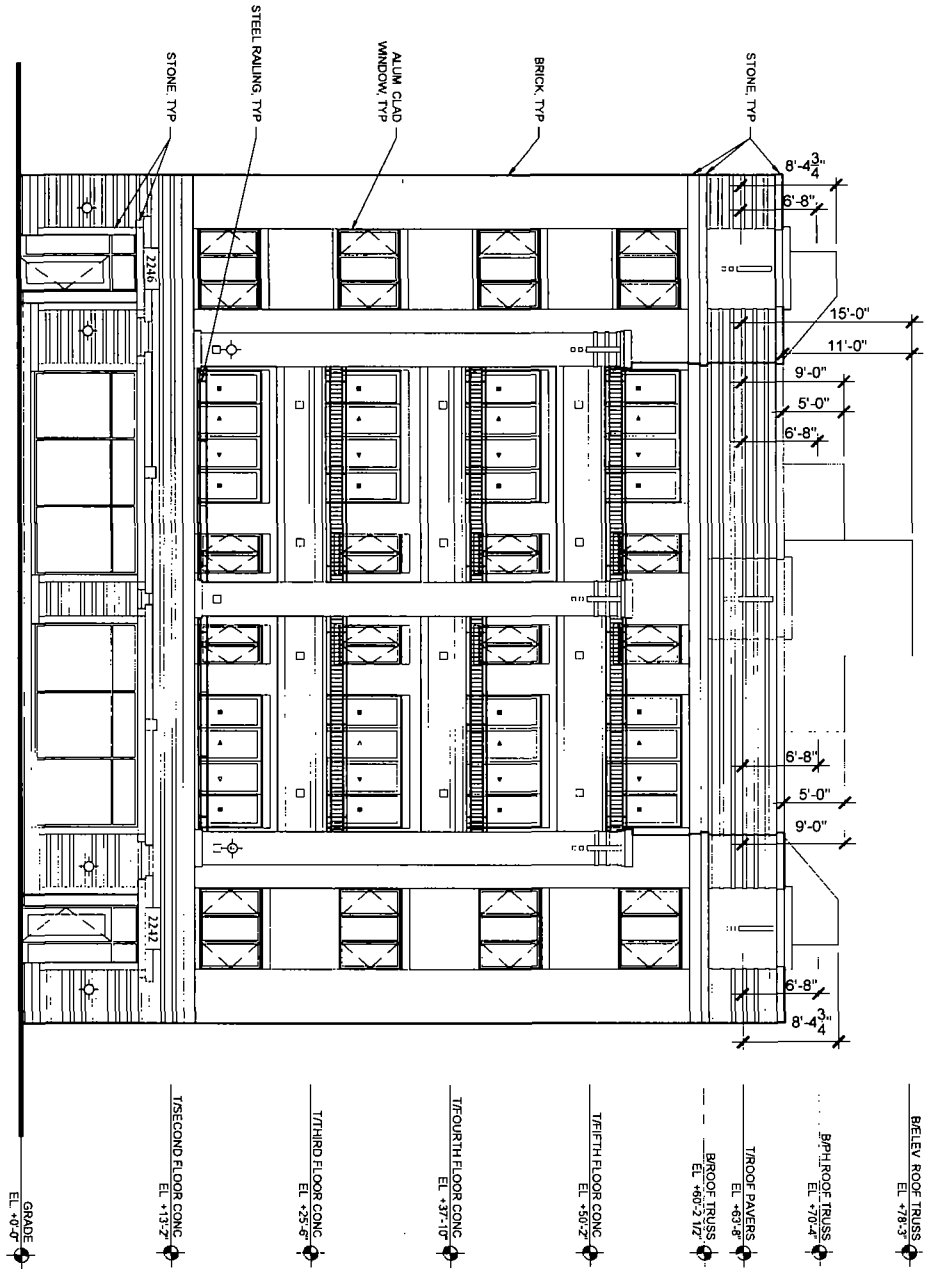 STEEL RAILING, TYP
STONE, TYP
ALUM CLAD
WINDOW, TYP
BRICK, TYP
STONE, TYP
8'-4 3/4"
6'-8"
15'-0"
11'-0"
9'-0"
5'-0"
6'-8"
6'-8"
5'-0"
9'-0"
6'-8"
8'-4 3/4"
2246
2242
B/ELEV ROOF TRUSS
EL +78'-3"
B/PH ROOF TRUSS
EL +70'-4"
T/ROOF PAVERS
EL +63'-8"
B/ROOF TRUSS
EL +60'-2 1/2"
T/FIFTH FLOOR CONC
EL +50'-2"
T/FOURTH FLOOR CONC
EL +37'-10"
T/THIRD FLOOR CONC
EL +25'-6"
T/SECOND FLOOR CONC
EL +13'-2"
GRADE
EL +0'-0"